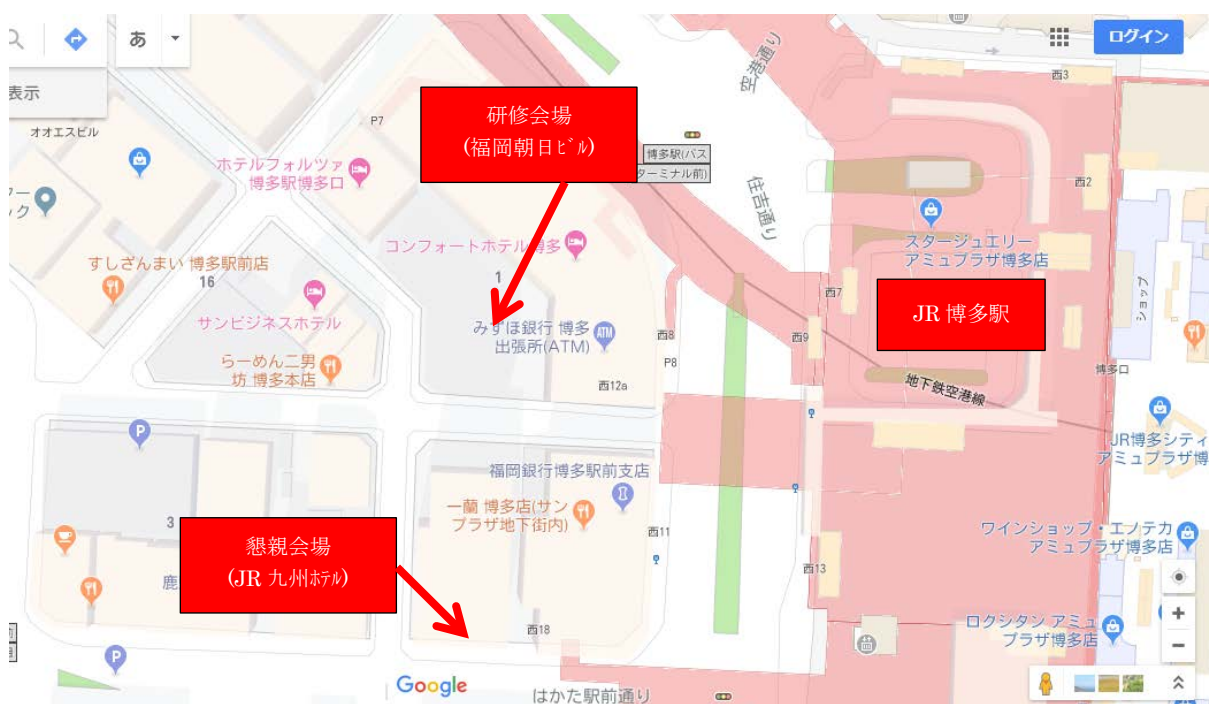 あ
ログイン
表示
空港通り
西3
オオエスビル
P7
研修会場
(福岡朝日ﾋﾞﾙ)
博多駅(バス
ターミナル前)
ホテルフォルツァ
博多駅博多口
西2
住吉通り
ック
スタージュエリー
アミュプラザ博多店
コンフォートホテル博多
1
すしざんまい 博多駅前店
16
サンビジネスホテル
西7
JR 博多駅
ショップ
みずほ銀行 博多
出張所(ATM)
ATM
西8
西9
P8
らーめん二男
坊 博多本店
西12a
地下鉄空港線
博多口
P
JR博多シティ
アミュプラザ博
福岡銀行博多駅前支店
一蘭 博多店(サン
プラザ地下街内)
3
西11
ワインショップ・エノテカ
アミュプラザ博多店
懇親会場
(JR 九州ﾎﾃﾙ)
鹿
西13
西18
ロクシタン アミュ
プラザ博多店
P
Google
はかた駅前通り